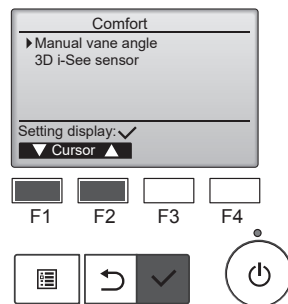 Comfort
Manual vane angle
3D i-See sensor
Setting display:✓
▼ Cursor ▲
F1 F2 F3 F4